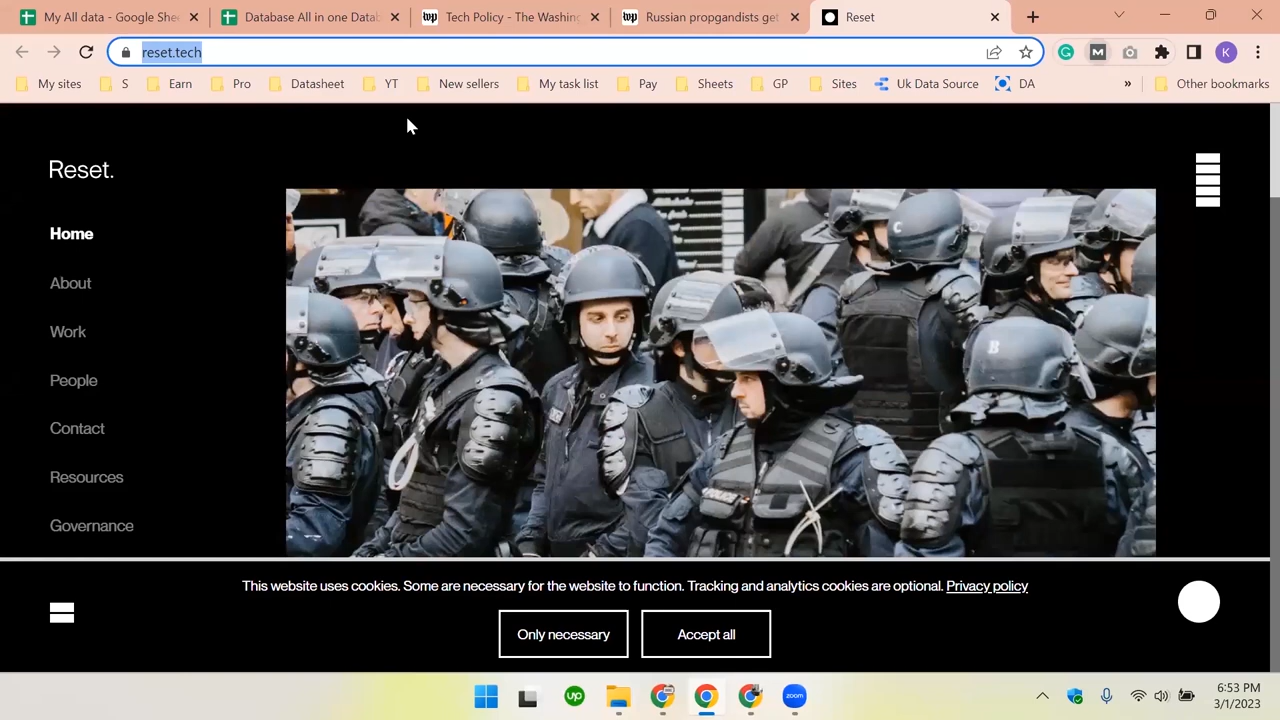 My All data - Google She
Database All in one Datab
Tech Policy - The Washing
Russian propgandists get
Reset
reset.tech
K
My sites
S
Earn
Pro
Datasheet
YT
New sellers
My task list
Pay
Sheets
GP
Sites
Uk Data Source
DA
»
Other bookmarks
Reset.
Home
About
Work
People
Contact
Resources
Governance
C
B
This website uses cookies. Some are necessary for the website to function. Tracking and analytics cookies are optional. Privacy policy
Only necessary
Accept all
up
zoom
6:53 PM
3/1/2023